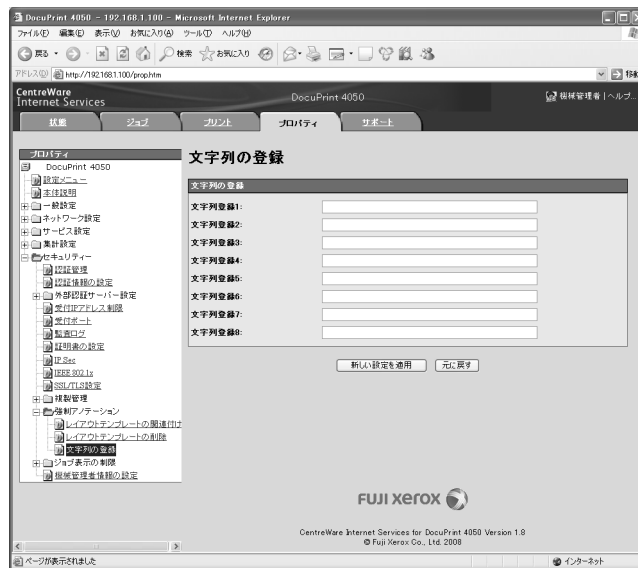 DocuPrint 4050 - 192.168.1.100 - Microsoft Internet Explorer
ファイル(F) 編集(E) 表示(V) お気に入り(A) ツール(T) ヘルプ(H)
戻る 検索 お気に入り
アドレス(D) http://192.168.1.100/prop.htm 移動
CentreWare
Internet Services
DocuPrint 4050
機械管理者 | ヘルプ...
状態 ジョブ プリント プロパティ サポート
プロパティ
DocuPrint 4050
設定メニュー
本体説明
一般設定
ネットワーク設定
サービス設定
集計設定
セキュリティー
認証管理
認証情報の設定
外部認証サーバー設定
受付IPアドレス制限
受付ポート
監査ログ
証明書の設定
IP Sec
IEEE 802.1x
SSL/TLS設定
複製管理
強制アノテーション
レイアウトテンプレートの関連付け
レイアウトテンプレートの削除
文字列の登録
ジョブ表示の制限
機械管理者情報の設定
文字列の登録
文字列の登録
文字列登録1:
文字列登録2:
文字列登録3:
文字列登録4:
文字列登録5:
文字列登録6:
文字列登録7:
文字列登録8:
新しい設定を適用 元に戻す
FUJI xerox
CentreWare Internet Services for DocuPrint 4050 Version 1.8
© Fuji Xerox Co., Ltd. 2008
ページが表示されました インターネット